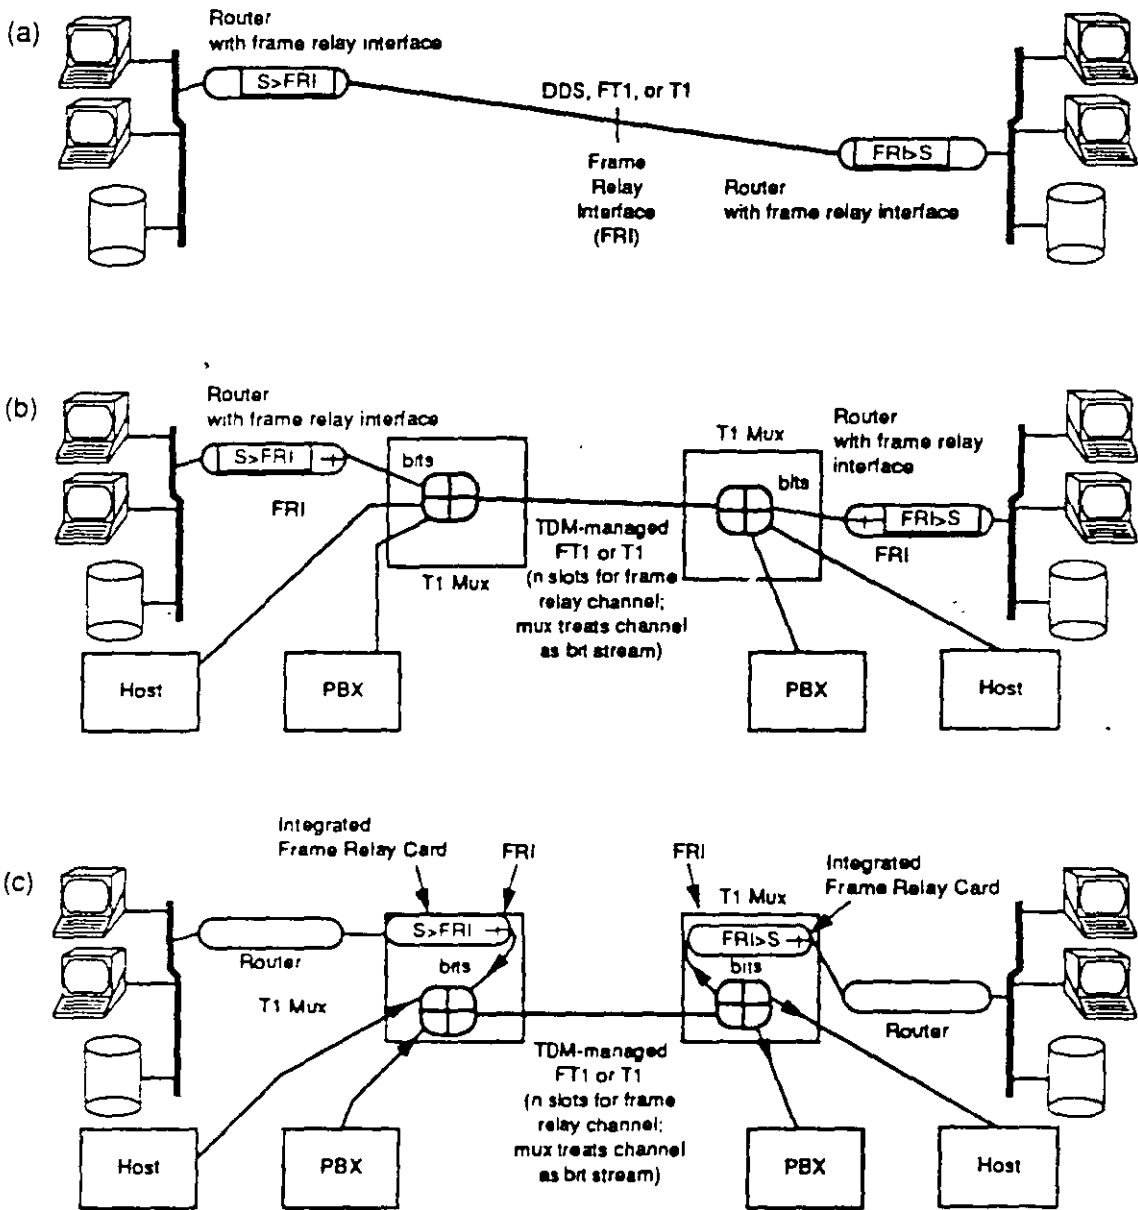 (a)
Router
with frame relay interface
S>FRI
DDS, FT1, or T1
Frame
Relay
Interface
(FRI)
FRI>S
Router
with frame relay interface
(b)
Router
with frame relay interface
S>FRI
FRI
bits
T1 Mux
TDM-managed
FT1 or T1
(n slots for frame
relay channel;
mux treats channel
as bit stream)
T1 Mux
bits
Router
with frame relay
interface
FRI>S
FRI
Host
PBX
PBX
Host
(c)
Integrated
Frame Relay Card
FRI
S>FRI
Router
bits
T1 Mux
TDM-managed
FT1 or T1
(n slots for frame
relay channel;
mux treats channel
as bit stream)
FRI
T1 Mux
Integrated
Frame Relay Card
FRI>S
bits
Router
Host
PBX
PBX
Host